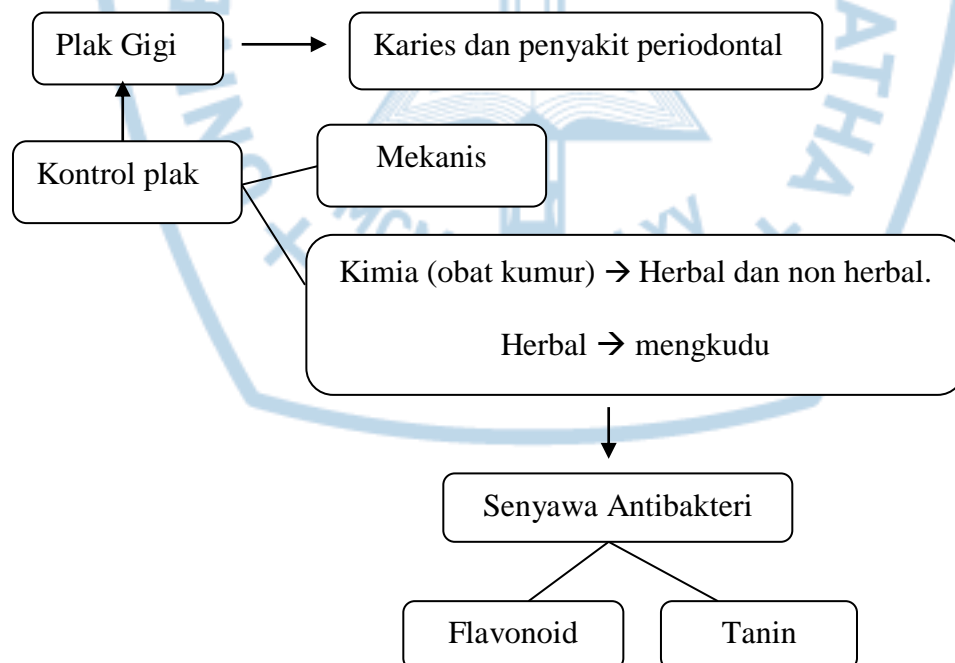 Plak Gigi
Karies dan penyakit periodontal
Kontrol plak
Mekanis
Kimia (obat kumur) → Herbal dan non herbal.
Herbal → mengkudu
Senyawa Antibakteri
Flavonoid
Tanin